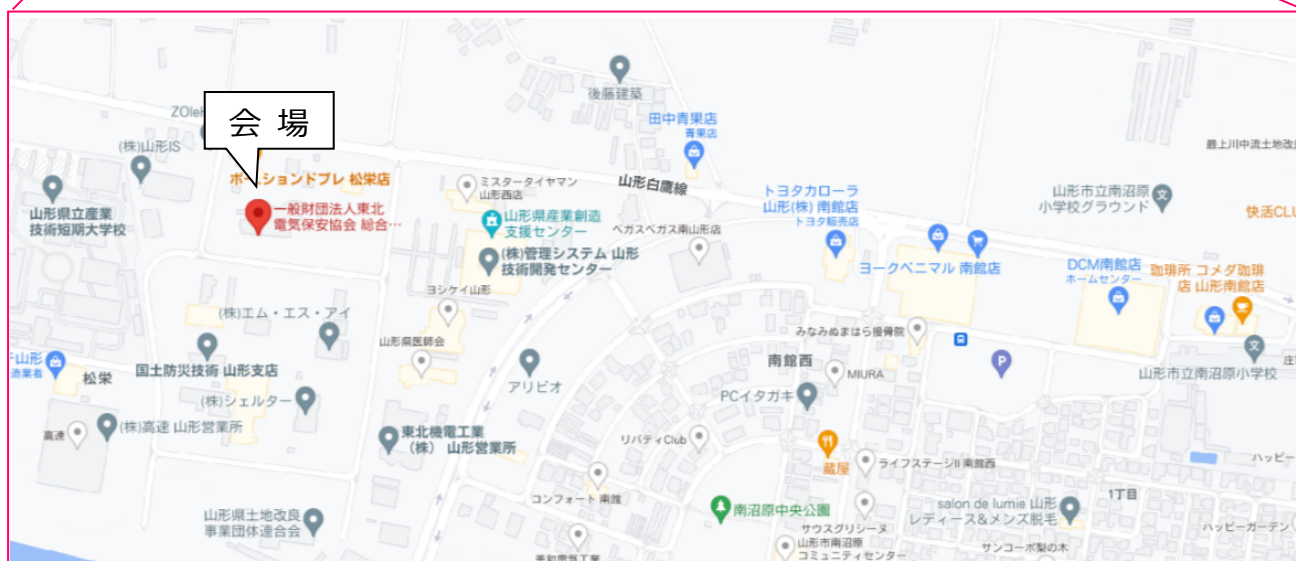 後藤建築
田中青果店
青果店
会 場
(株)山形IS
最上川中流土地改良
山形県立産業
技術短期大学校
松栄店
一般財団法人東北
電気保安協会 総合…
ミスタータイヤマン
山形西店
山形白鷹線
山形県産業創造
支援センター
ベガスベガス南山形店
トヨタカローラ
山形(株) 南館店
トヨタ販売店
山形市立南沼原
小学校グラウンド
快活CLU
(株)管理システム 山形
技術開発センター
ヨークベニマル 南館店
DCM南館店
ホームセンター
珈琲所 コメダ珈琲
店 山形南館店
ヨシケイ山形
(株)エム・エス・アイ
山形県医師会
みなみぬまはら接骨院
南館西
MIURA
P
山形市立南沼原小学校
山形
造業者
松栄
国土防災技術 山形支店
アリビオ
(株)シェルター
PCイタガキ
高速
(株)高速 山形営業所
東北機電工業
(株) 山形営業所
リバティClub
蔵屋
ライフステージII 南館西
ハッピー
コンフォート 南館
南沼原中央公園
1丁目
salon de lumie 山形
レディース&メンズ脱毛
山形県土地改良
事業団体連合会
サウスグリシーヌ
ハッピーガーデン
山形市南沼原
コミュニティセンター
サンコーポ梨の木
美和電気工業